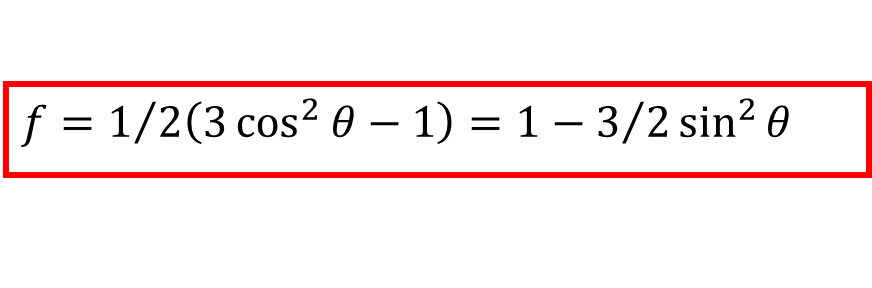 f = 1/2(3 cos² θ − 1) = 1 − 3/2 sin² θ